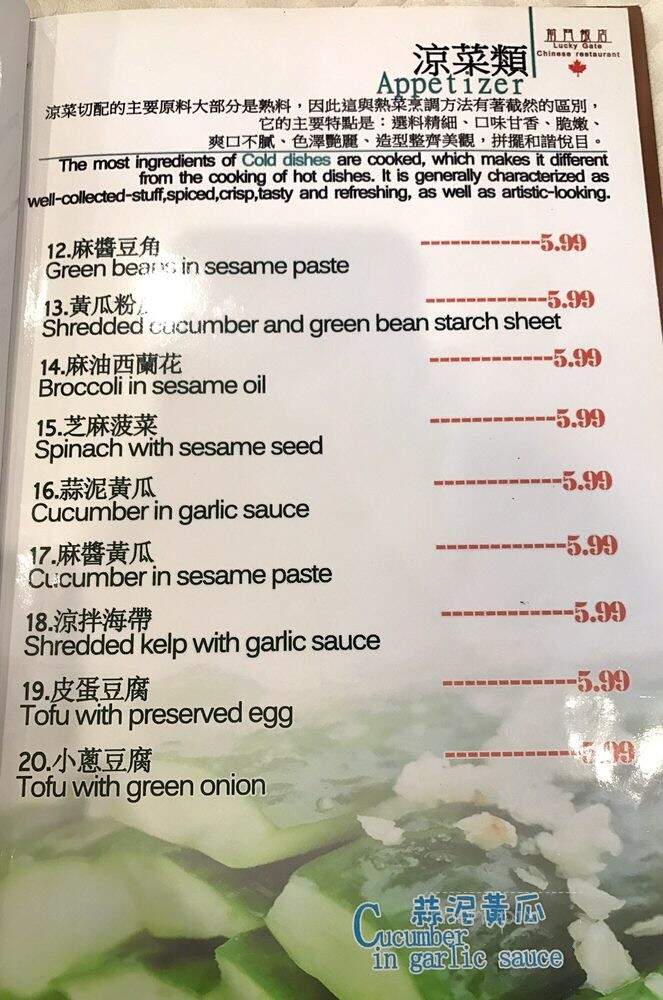 前門飯店
Lucky Gate
Chinese restaurant
涼菜類
Appetizer
涼菜切配的主要原料大部分是熟料，因此這與熱菜烹調方法有著截然的區別，
它的主要特點是：選料精細、口味甘香、脆嫩、
爽口不膩、色澤艷麗、造型整齊美觀，拼擺和諧悅目。
The most ingredients of Cold dishes are cooked, which makes it different
from the cooking of hot dishes. It is generally characterized as
well-collected-stuff,spiced,crisp,tasty and refreshing, as well as artistic-looking.
12.麻醬豆角 ------------5.99
Green beans in sesame paste
13.黃瓜粉 ------------5.99
Shredded cucumber and green bean starch sheet
14.麻油西蘭花 ------------5.99
Broccoli in sesame oil
15.芝麻菠菜 ------------5.99
Spinach with sesame seed
16.蒜泥黃瓜 ------------5.99
Cucumber in garlic sauce
17.麻醬黃瓜 ------------5.99
Cucumber in sesame paste
18.涼拌海帶 ------------5.99
Shredded kelp with garlic sauce
19.皮蛋豆腐 ------------5.99
Tofu with preserved egg
20.小蔥豆腐 ------------5.99
Tofu with green onion
蒜泥黃瓜
Cucumber
in garlic sauce